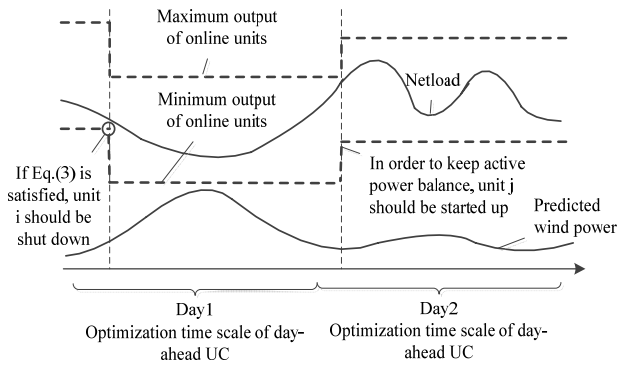 Maximum output
of online units
Netload
Minimum output
of online units
If Eq.(3) is
satisfied, unit
i should be
shut down
In order to keep active
power balance, unit j
should be started up
Predicted
wind power
Day1
Optimization time scale of day-
ahead UC
Day2
Optimization time scale of day-
ahead UC